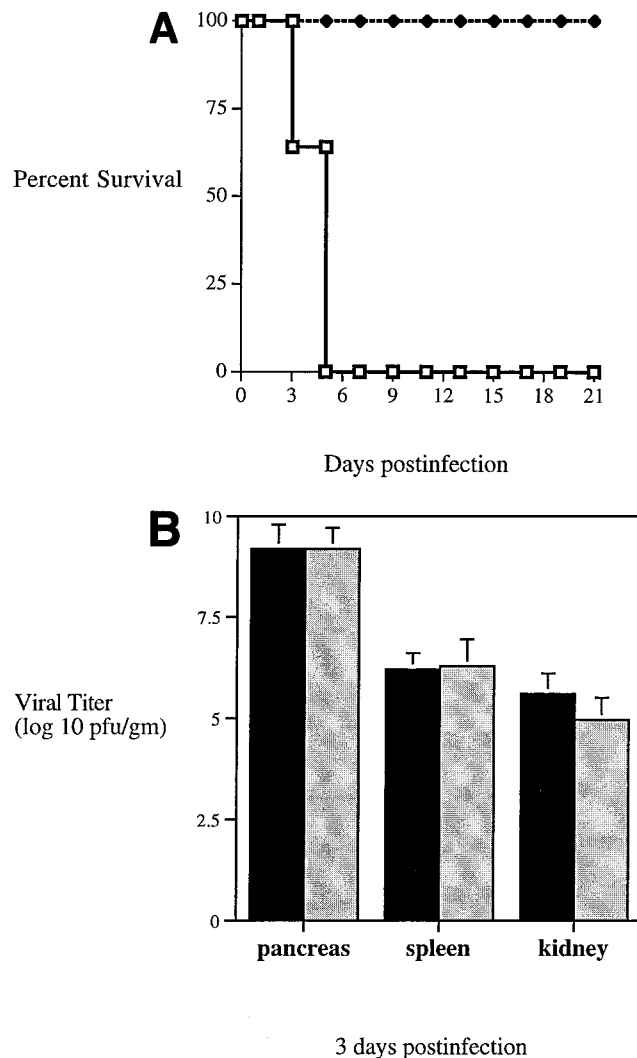 A
100
75
Percent Survival
50
25
0
0 3 6 9 12 15 18 21
Days postinfection
B
10
7.5
Viral Titer
(log 10 pfu/gm)
5
2.5
0
pancreas spleen kidney
3 days postinfection